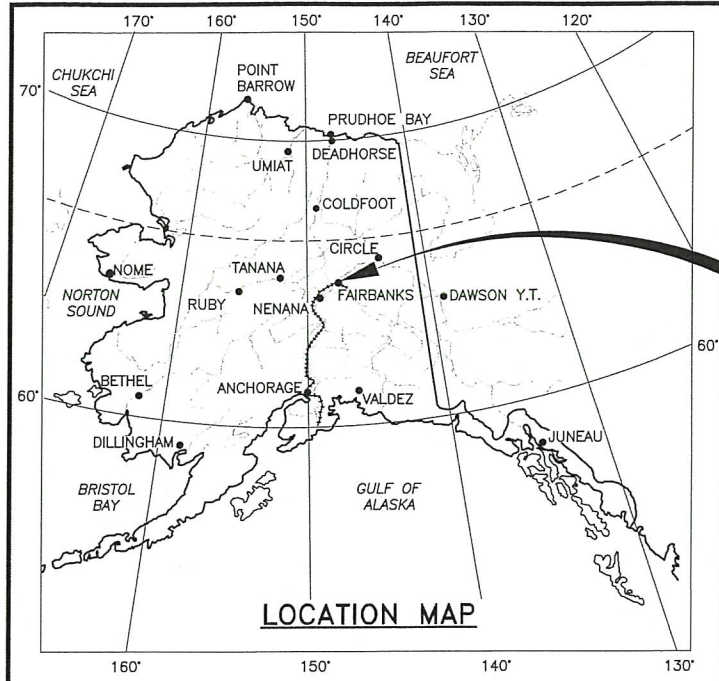 170°
160°
150°
140°
130°
120°
CHUKCHI
SEA
BEAUFORT
SEA
POINT
BARROW
70°
PRUDHOE BAY
DEADHORSE
UMIAT
COLDFOOT
CIRCLE
NOME
TANANA
FAIRBANKS
DAWSON Y.T.
RUBY
NENANA
NORTON
SOUND
60°
BETHEL
ANCHORAGE
VALDEZ
60°
DILLINGHAM
JUNEAU
BRISTOL
BAY
GULF OF
ALASKA
LOCATION MAP
160°
150°
140°
130°